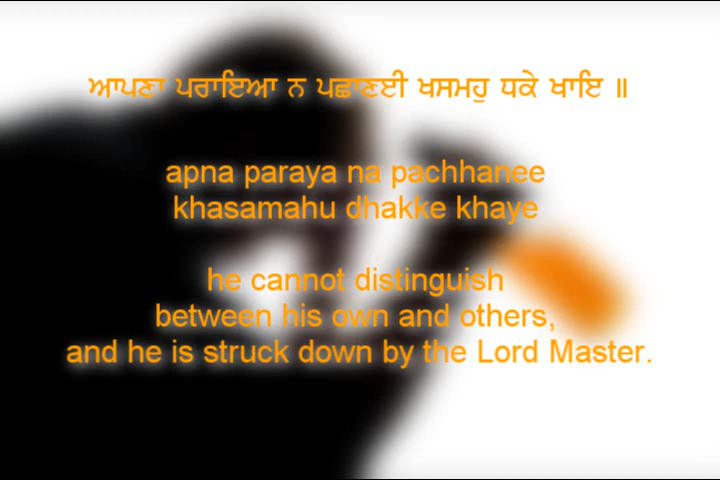 ਆਪਣਾ ਪਰਾਇਆ ਨ ਪਛਾਣਈ ਖਸਮਹੁ ਧਕੇ ਖਾਇ ॥
apna paraya na pachhanee
khasamahu dhakke khaye
he cannot distinguish
between his own and others,
and he is struck down by the Lord Master.